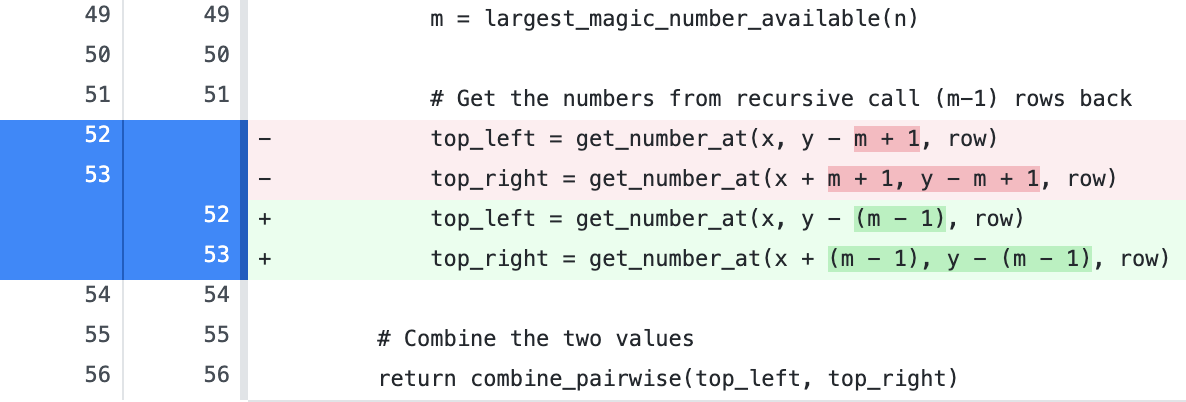 49 49 m = largest_magic_number_available(n)
50 50
51 51 # Get the numbers from recursive call (m-1) rows back
52 - top_left = get_number_at(x, y - m + 1, row)
53 - top_right = get_number_at(x + m + 1, y - m + 1, row)
52 + top_left = get_number_at(x, y - (m - 1), row)
53 + top_right = get_number_at(x + (m - 1), y - (m - 1), row)
54 54
55 55 # Combine the two values
56 56 return combine_pairwise(top_left, top_right)